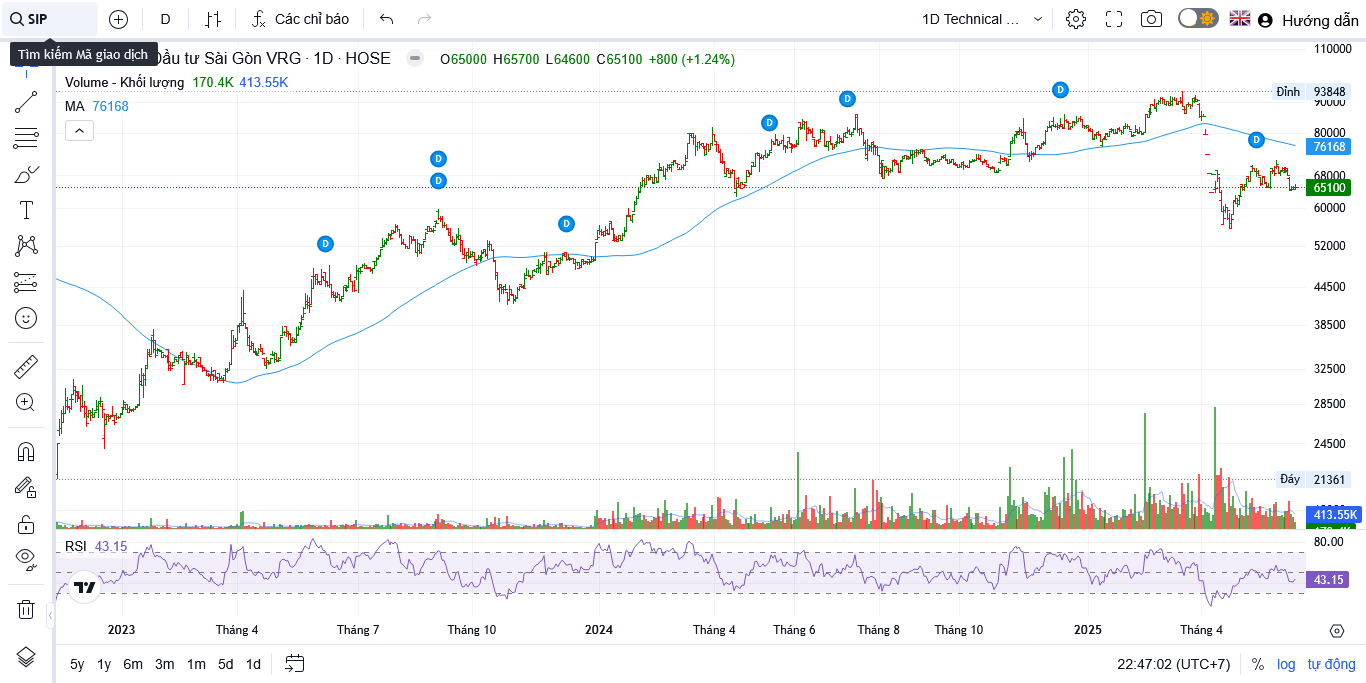 SIP
D
Các chỉ báo
1D Technical ...
Hướng dẫn
Tìm kiếm Mã giao dịch
Đầu tư Sài Gòn VRG · 1D · HOSE
O65000 H65700 L64600 C65100 +800 (+1.24%)
Volume - Khối lượng 170.4K 413.55K
MA 76168
D
D
D
D
D
D
D
D
110000
Đỉnh 93848
90000
80000
76168
68000
65100
60000
52000
44500
38500
32500
28500
24500
Đáy 21361
413.55K
RSI 43.15
80.00
43.15
2023 Tháng 4 Tháng 7 Tháng 10 2024 Tháng 4 Tháng 6 Tháng 8 Tháng 10 2025 Tháng 4
5y 1y 6m 3m 1m 5d 1d
22:47:02 (UTC+7) % log tự động